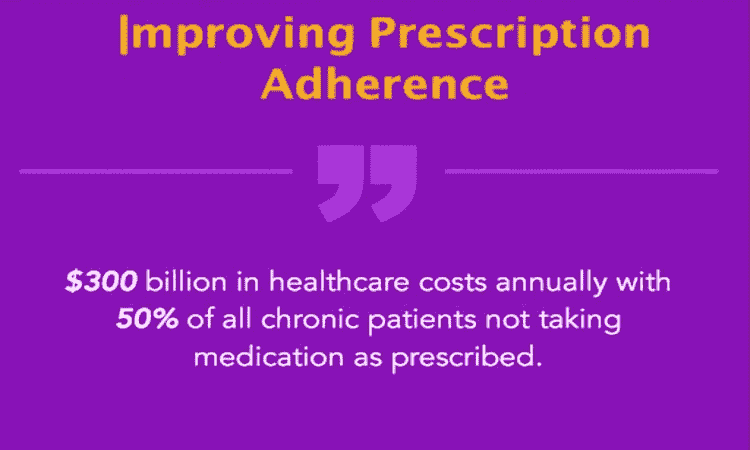 Improving Prescription
Adherence
”
$300 billion in healthcare costs annually with
50% of all chronic patients not taking
medication as prescribed.